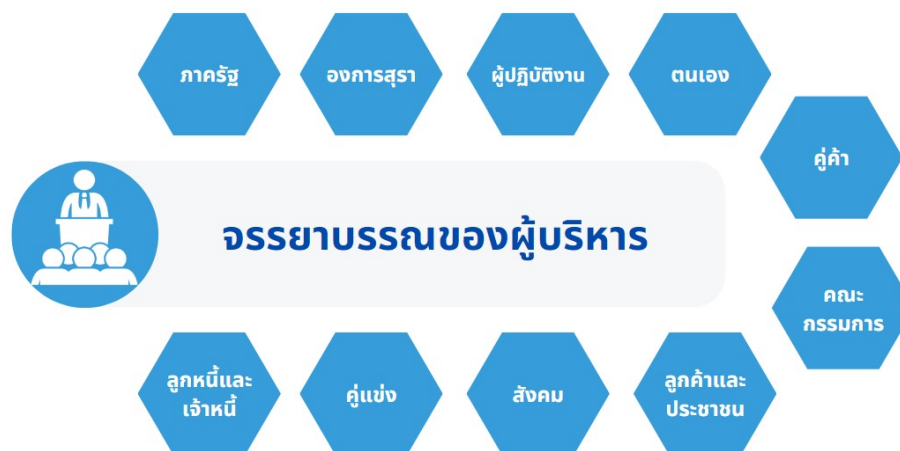 ภาครัฐ
องการสุรา
ผู้ปฏิบัติงาน
ตนเอง
คู่ค้า
จรรยาบรรณของผู้บริหาร
คณะ
กรรมการ
ลูกหนี้และ
เจ้าหนี้
คู่แข่ง
สังคม
ลูกค้าและ
ประชาชน